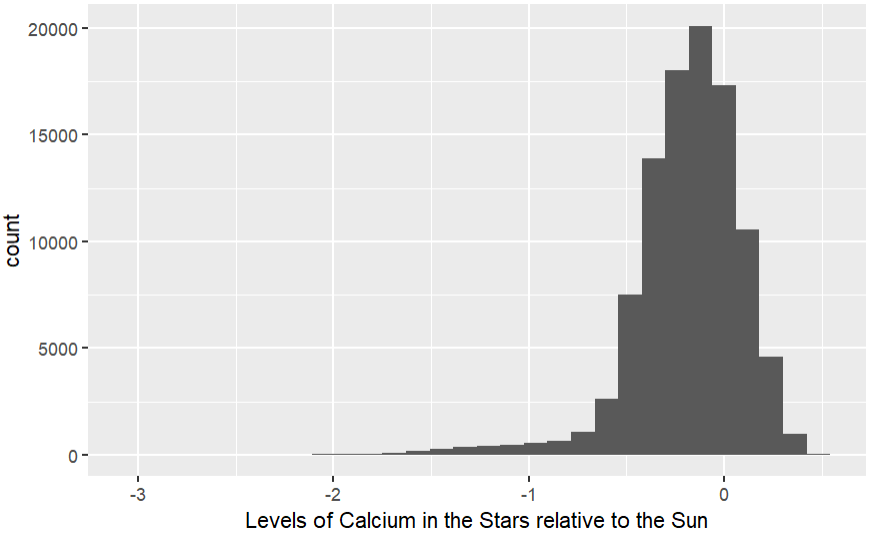 20000
15000
10000
5000
0
count
-3 -2 -1 0
Levels of Calcium in the Stars relative to the Sun